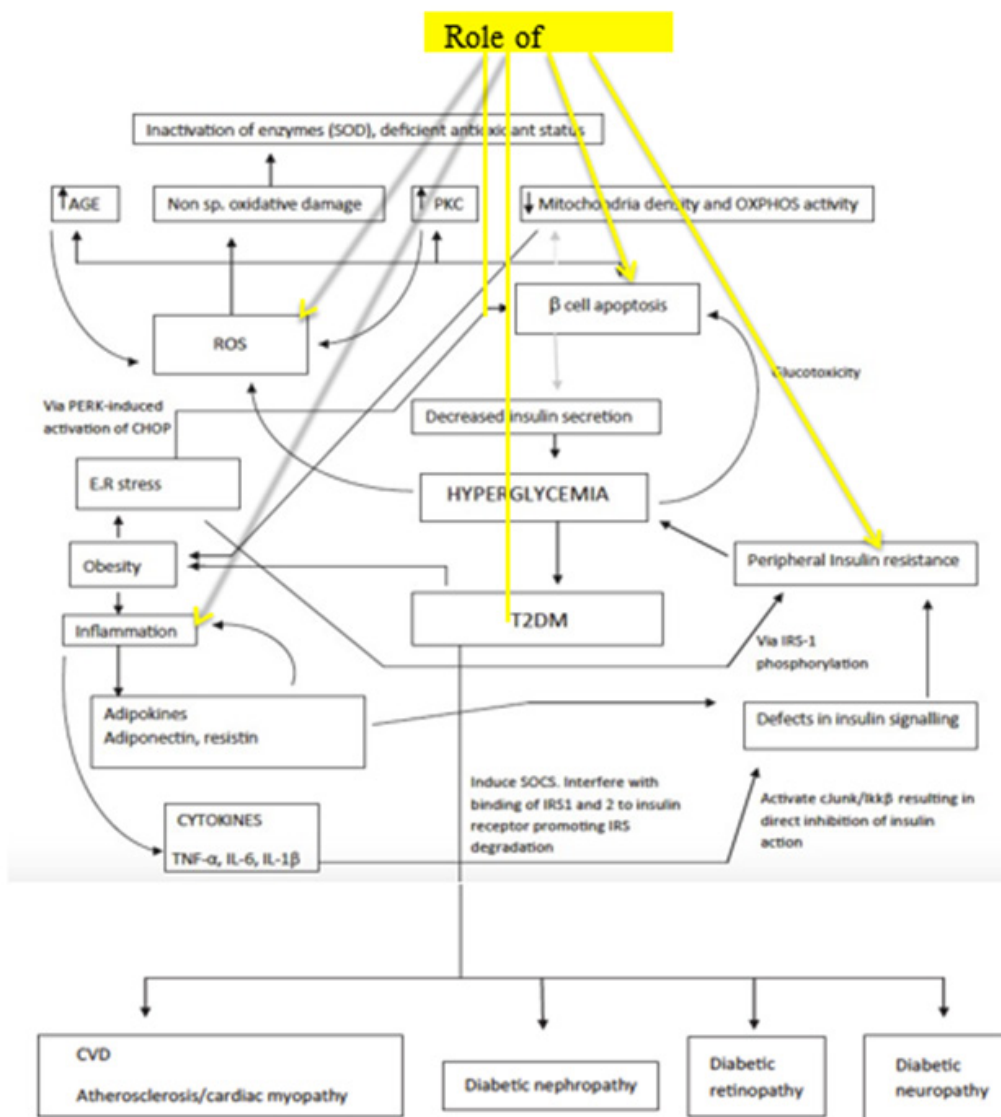 Role of
Inactivation of enzymes (SOD), deficient antioxidant status
↑AGE
Non sp. oxidative damage
↑ PKC
↓ Mitochondria density and OXPHOS activity
β cell apoptosis
ROS
Glucotoxicity
Via PERK-induced
activation of CHOP
Decreased insulin secretion
E.R stress
HYPERGLYCEMIA
Obesity
Peripheral Insulin resistance
Inflammation
T2DM
Via IRS-1
phosphorylation
Adipokines
Adiponectin, resistin
Defects in insulin signalling
Induce SOCS. Interfere with
binding of IRS1 and 2 to insulin
receptor promoting IRS
degradation
Activate cJunk/Ikkβ resulting in
direct inhibition of insulin
action
CYTOKINES
TNF-α, IL-6, IL-1β
CVD
Atherosclerosis/cardiac myopathy
Diabetic nephropathy
Diabetic
retinopathy
Diabetic
neuropathy